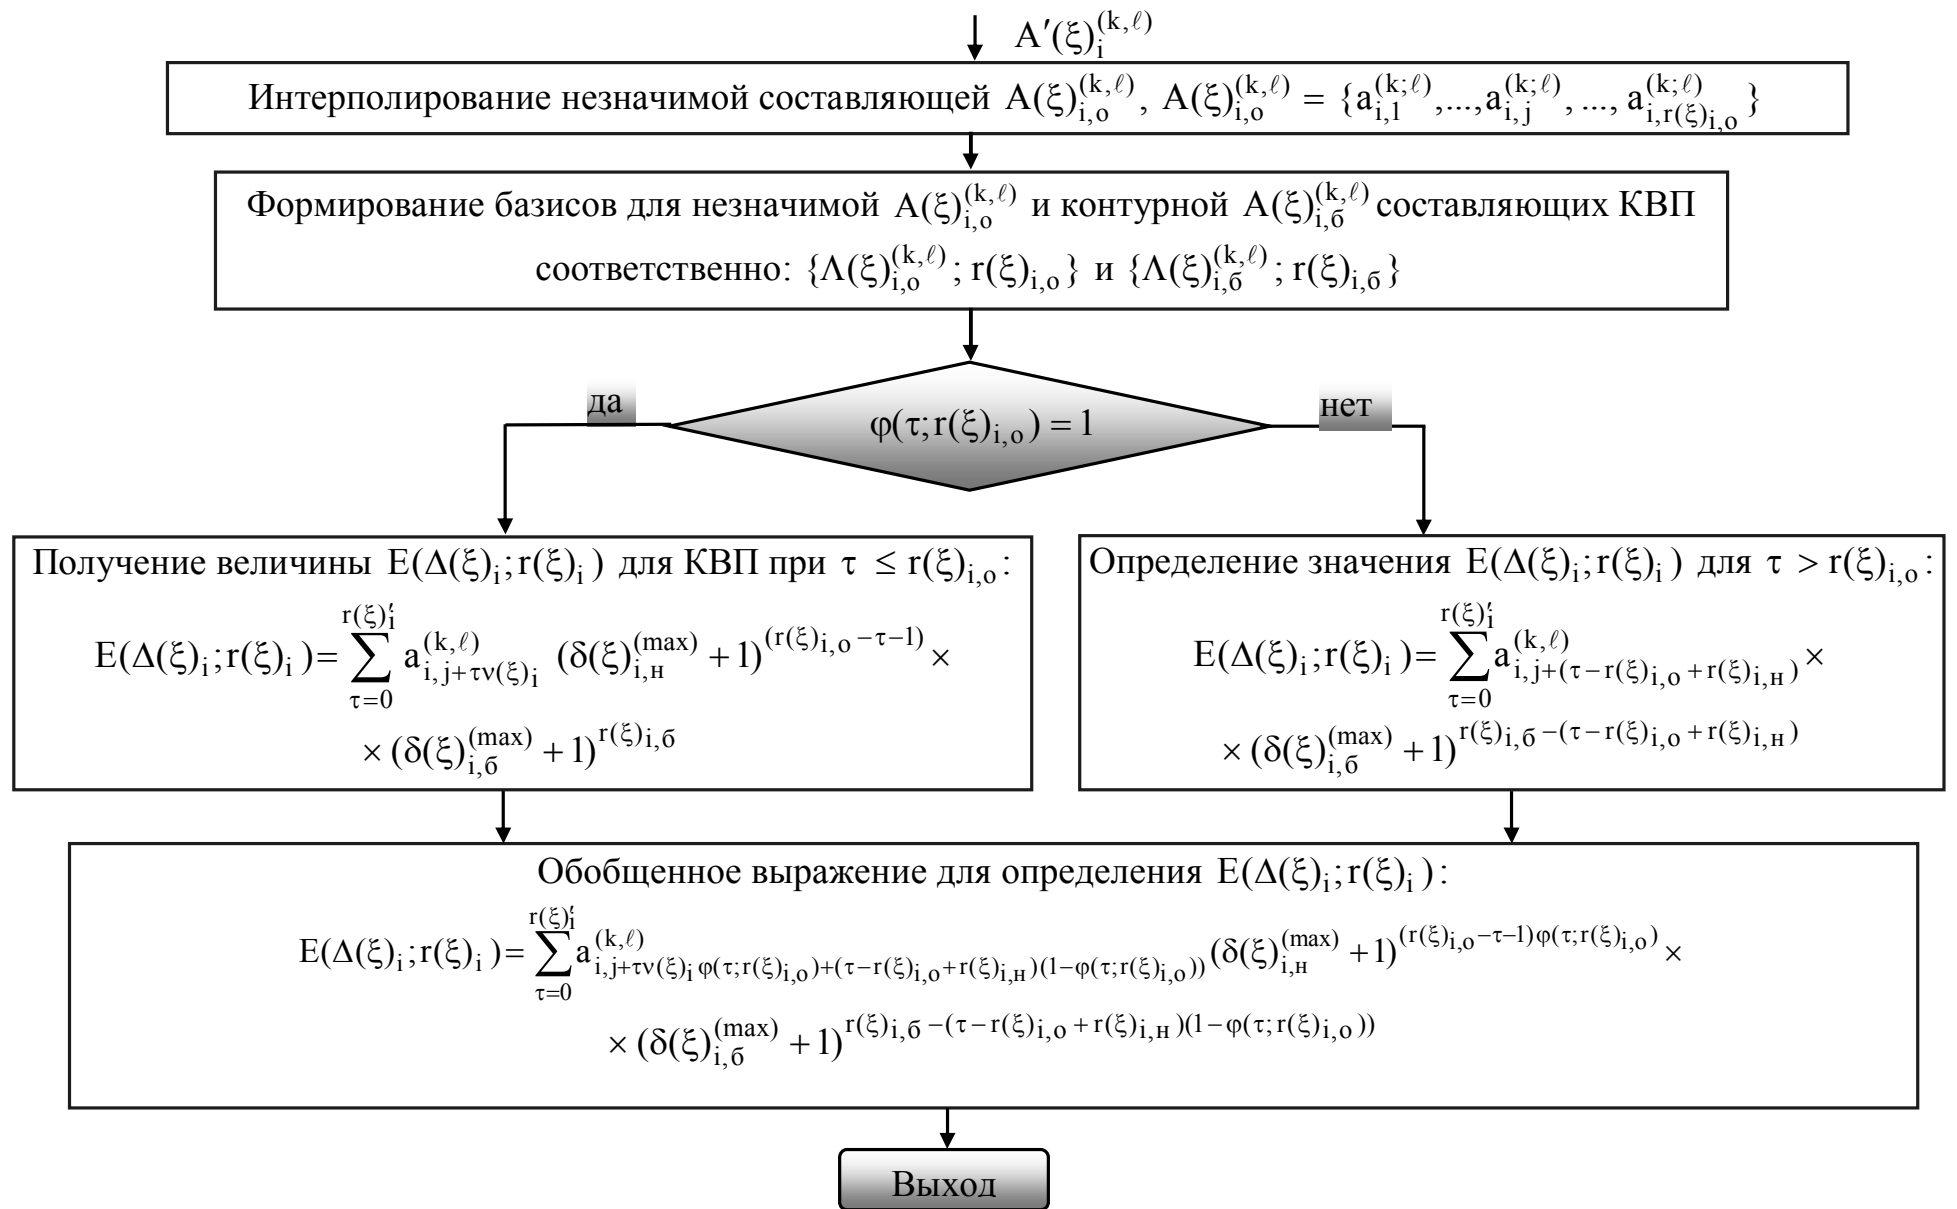 A′(ξ)_i^(k,ℓ)
Интерполирование незначимой составляющей A(ξ)_{i,о}^(k,ℓ), A(ξ)_{i,о}^(k,ℓ) = {a_{i,1}^(k;ℓ),...,a_{i,j}^(k;ℓ), ..., a_{i,r(ξ)_{i,о}}^(k;ℓ)}
Формирование базисов для незначимой A(ξ)_{i,о}^(k,ℓ) и контурной A(ξ)_{i,б}^(k,ℓ) составляющих КВП
соответственно: {Λ(ξ)_{i,о}^(k,ℓ); r(ξ)_{i,о}} и {Λ(ξ)_{i,б}^(k,ℓ); r(ξ)_{i,б}}
да
φ(τ; r(ξ)_{i,о}) = 1
нет
Получение величины E(Δ(ξ)_i; r(ξ)_i) для КВП при τ ≤ r(ξ)_{i,о}:
E(Δ(ξ)_i; r(ξ)_i) = ∑_{τ=0}^{r(ξ)′_i} a_{i,j+τν(ξ)_i}^(k,ℓ) (δ(ξ)_{i,н}^(max) + 1)^{(r(ξ)_{i,о}−τ−1)} ×
× (δ(ξ)_{i,б}^(max) + 1)^{r(ξ)_{i,б}}
Определение значения E(Δ(ξ)_i; r(ξ)_i) для τ > r(ξ)_{i,о}:
E(Δ(ξ)_i; r(ξ)_i) = ∑_{τ=0}^{r(ξ)′_i} a_{i,j+(τ−r(ξ)_{i,о}+r(ξ)_{i,н})}^(k,ℓ) ×
× (δ(ξ)_{i,б}^(max) + 1)^{r(ξ)_{i,б}−(τ−r(ξ)_{i,о}+r(ξ)_{i,н})}
Обобщенное выражение для определения E(Δ(ξ)_i; r(ξ)_i):
E(Δ(ξ)_i; r(ξ)_i) = ∑_{τ=0}^{r(ξ)′_i} a_{i,j+τν(ξ)_i φ(τ;r(ξ)_{i,о})+(τ−r(ξ)_{i,о}+r(ξ)_{i,н})(1−φ(τ;r(ξ)_{i,о}))}^(k,ℓ) (δ(ξ)_{i,н}^(max) + 1)^{(r(ξ)_{i,о}−τ−1)φ(τ;r(ξ)_{i,о})} ×
× (δ(ξ)_{i,б}^(max) + 1)^{r(ξ)_{i,б}−(τ−r(ξ)_{i,о}+r(ξ)_{i,н})(1−φ(τ;r(ξ)_{i,о}))}
Выход